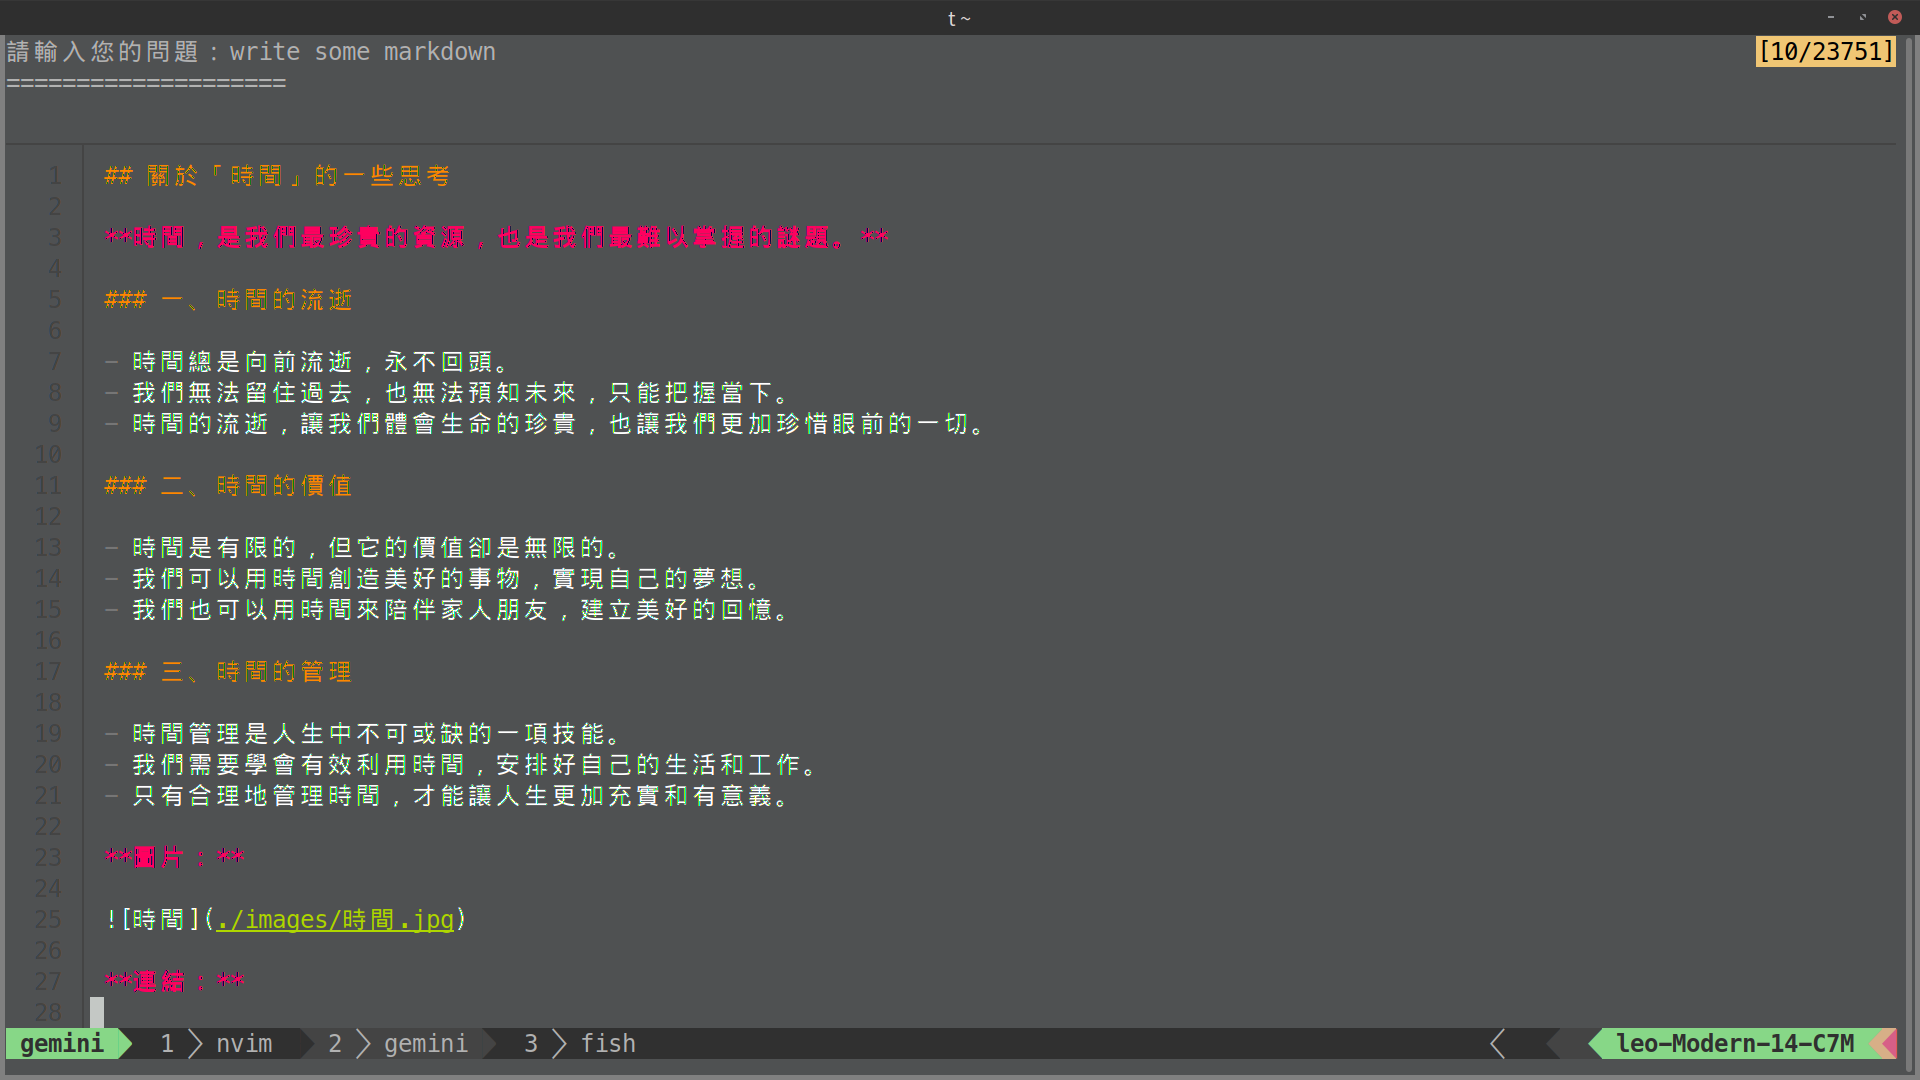 t ~
請輸入您的問題：write some markdown
[10/23751]
====================
1 ## 關於「時間」的一些思考
2
3 **時間，是我們最珍貴的資源，也是我們最難以掌握的謎題。**
4
5 ### 一、時間的流逝
6
7 - 時間總是向前流逝，永不回頭。
8 - 我們無法留住過去，也無法預知未來，只能把握當下。
9 - 時間的流逝，讓我們體會生命的珍貴，也讓我們更加珍惜眼前的一切。
10
11 ### 二、時間的價值
12
13 - 時間是有限的，但它的價值卻是無限的。
14 - 我們可以用時間創造美好的事物，實現自己的夢想。
15 - 我們也可以用時間來陪伴家人朋友，建立美好的回憶。
16
17 ### 三、時間的管理
18
19 - 時間管理是人生中不可或缺的一項技能。
20 - 我們需要學會有效利用時間，安排好自己的生活和工作。
21 - 只有合理地管理時間，才能讓人生更加充實和有意義。
22
23 **圖片：**
24
25 ![時間](./images/時間.jpg)
26
27 **連結：**
28
gemini 1 nvim 2 gemini 3 fish leo-Modern-14-C7M